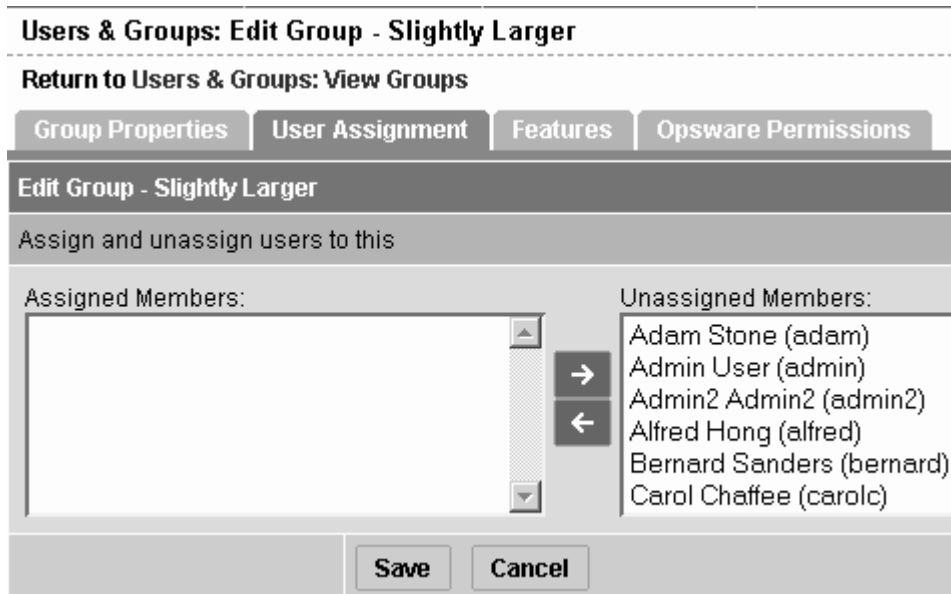 Users & Groups: Edit Group - Slightly Larger
Return to Users & Groups: View Groups
Group Properties User Assignment Features Opsware Permissions
Edit Group - Slightly Larger
Assign and unassign users to this
Assigned Members: Unassigned Members:
Adam Stone (adam)
Admin User (admin)
Admin2 Admin2 (admin2)
Alfred Hong (alfred)
Bernard Sanders (bernard)
Carol Chaffee (carolc)
Save Cancel